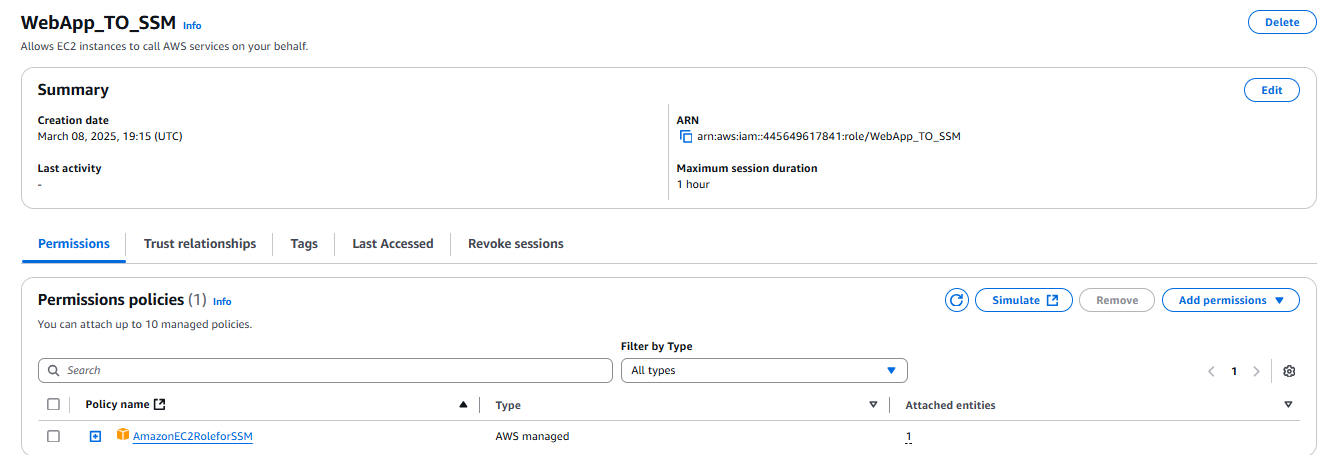 WebApp_TO_SSM Info
Delete
Allows EC2 instances to call AWS services on your behalf.
Summary
Edit
Creation date
March 08, 2025, 19:15 (UTC)
ARN
arn:aws:iam::445649617841:role/WebApp_TO_SSM
Last activity
-
Maximum session duration
1 hour
Permissions Trust relationships Tags Last Accessed Revoke sessions
Permissions policies (1) Info
Simulate Remove Add permissions
You can attach up to 10 managed policies.
Filter by Type
Search All types 1
Policy name Type Attached entities
AmazonEC2RoleforSSM AWS managed 1